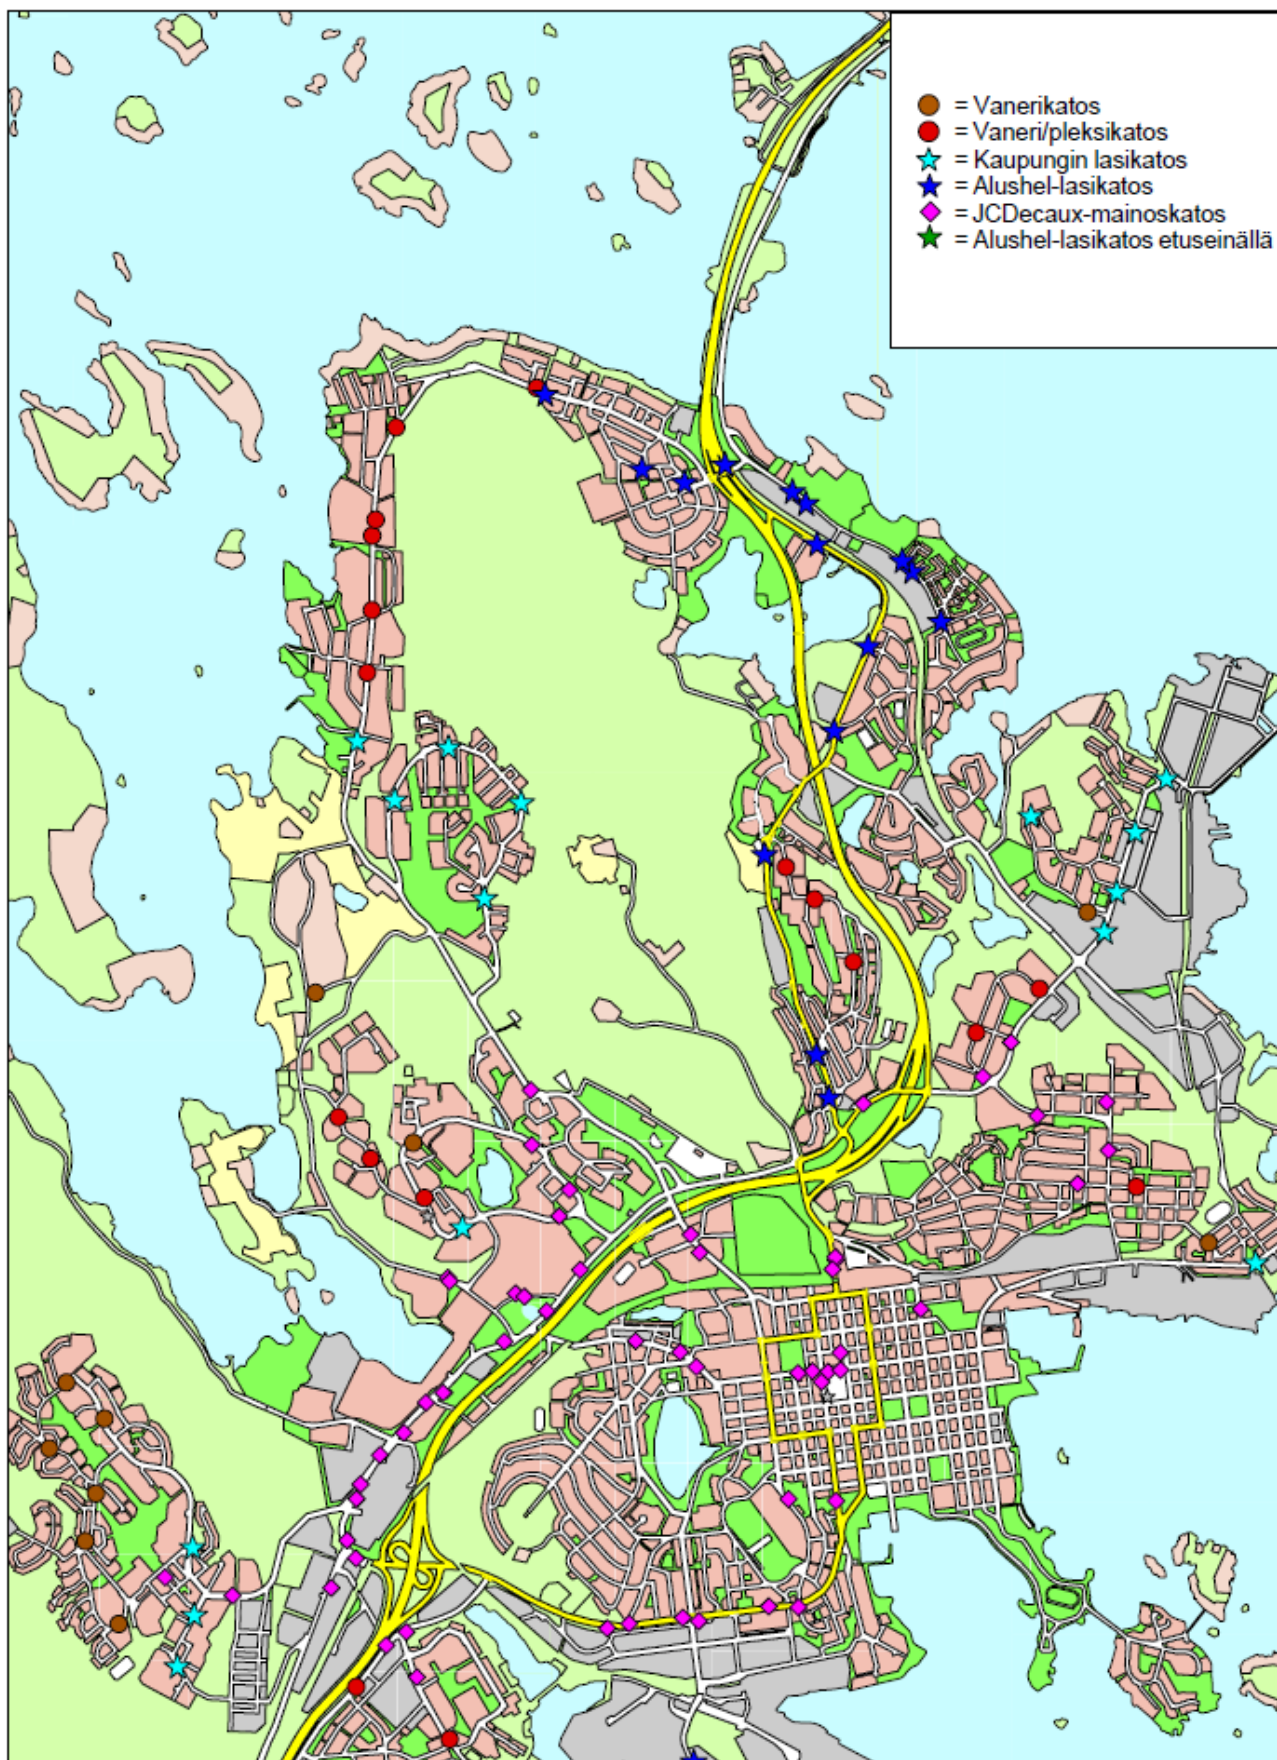 = Vanerikatos
= Vaneri/pleksikatos
= Kaupungin lasikatos
= Alushel-lasikatos
= JCDecaux-mainoskatos
= Alushel-lasikatos etuseinällä